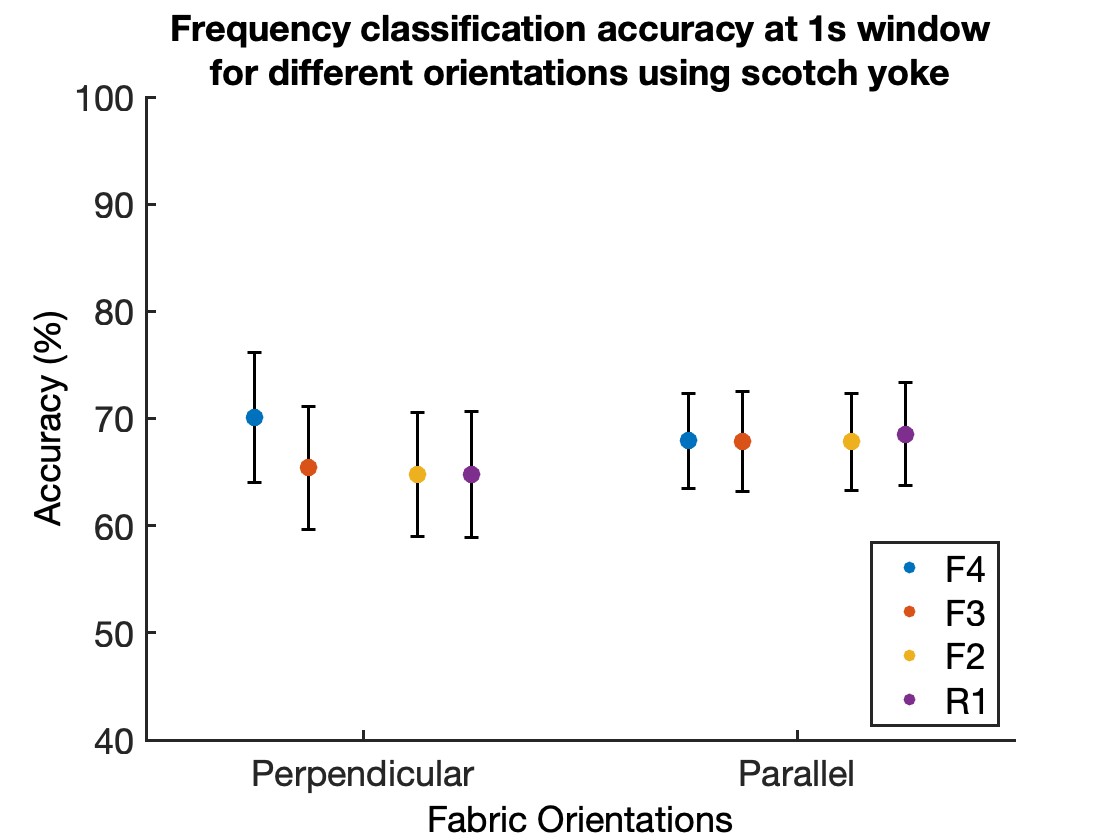 Frequency classification accuracy at 1s window
for different orientations using scotch yoke
100
90
80
70
60
50
40
Accuracy (%)
Perpendicular
Parallel
Fabric Orientations
F4
F3
F2
R1